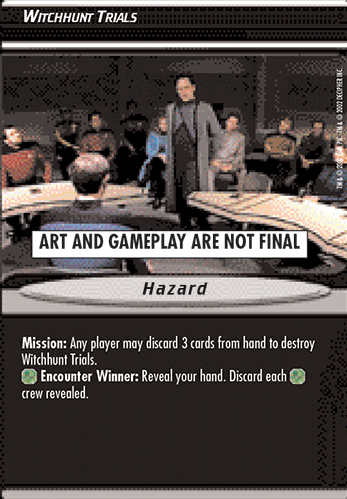 Witchhunt Trials
ART AND GAMEPLAY ARE NOT FINAL
Hazard
Mission: Any player may discard 3 cards from hand to destroy
Witchhunt Trials.
Encounter Winner: Reveal your hand. Discard each
crew revealed.